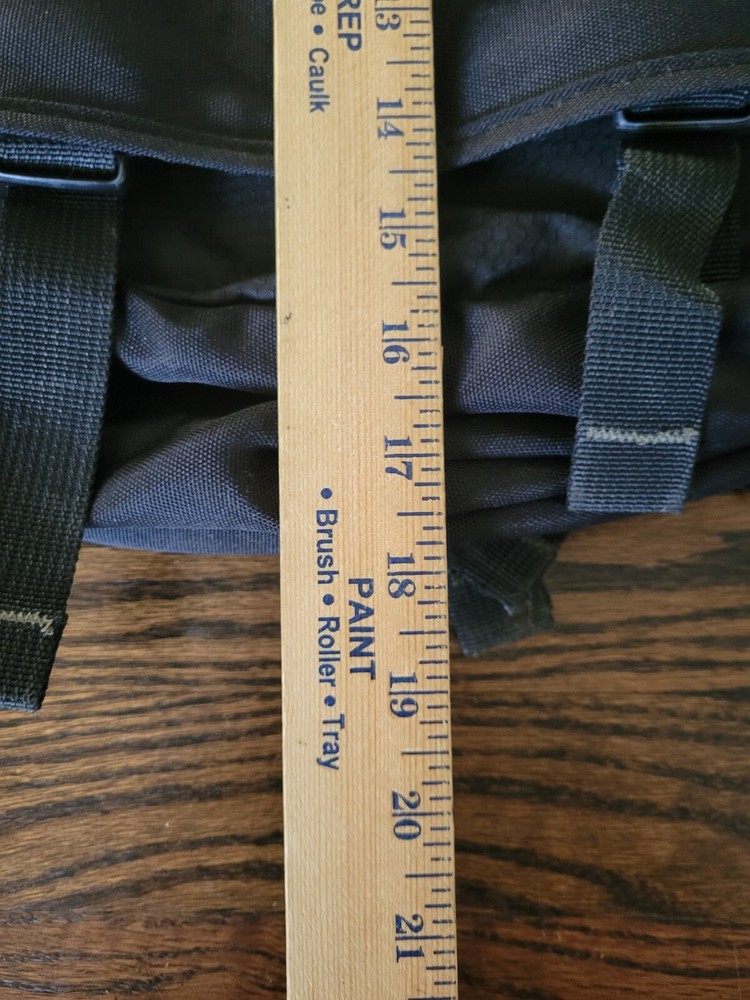 REP
• Caulk
13
14
15
16
17
18
19
20
21
PAINT
• Brush • Roller • Tray